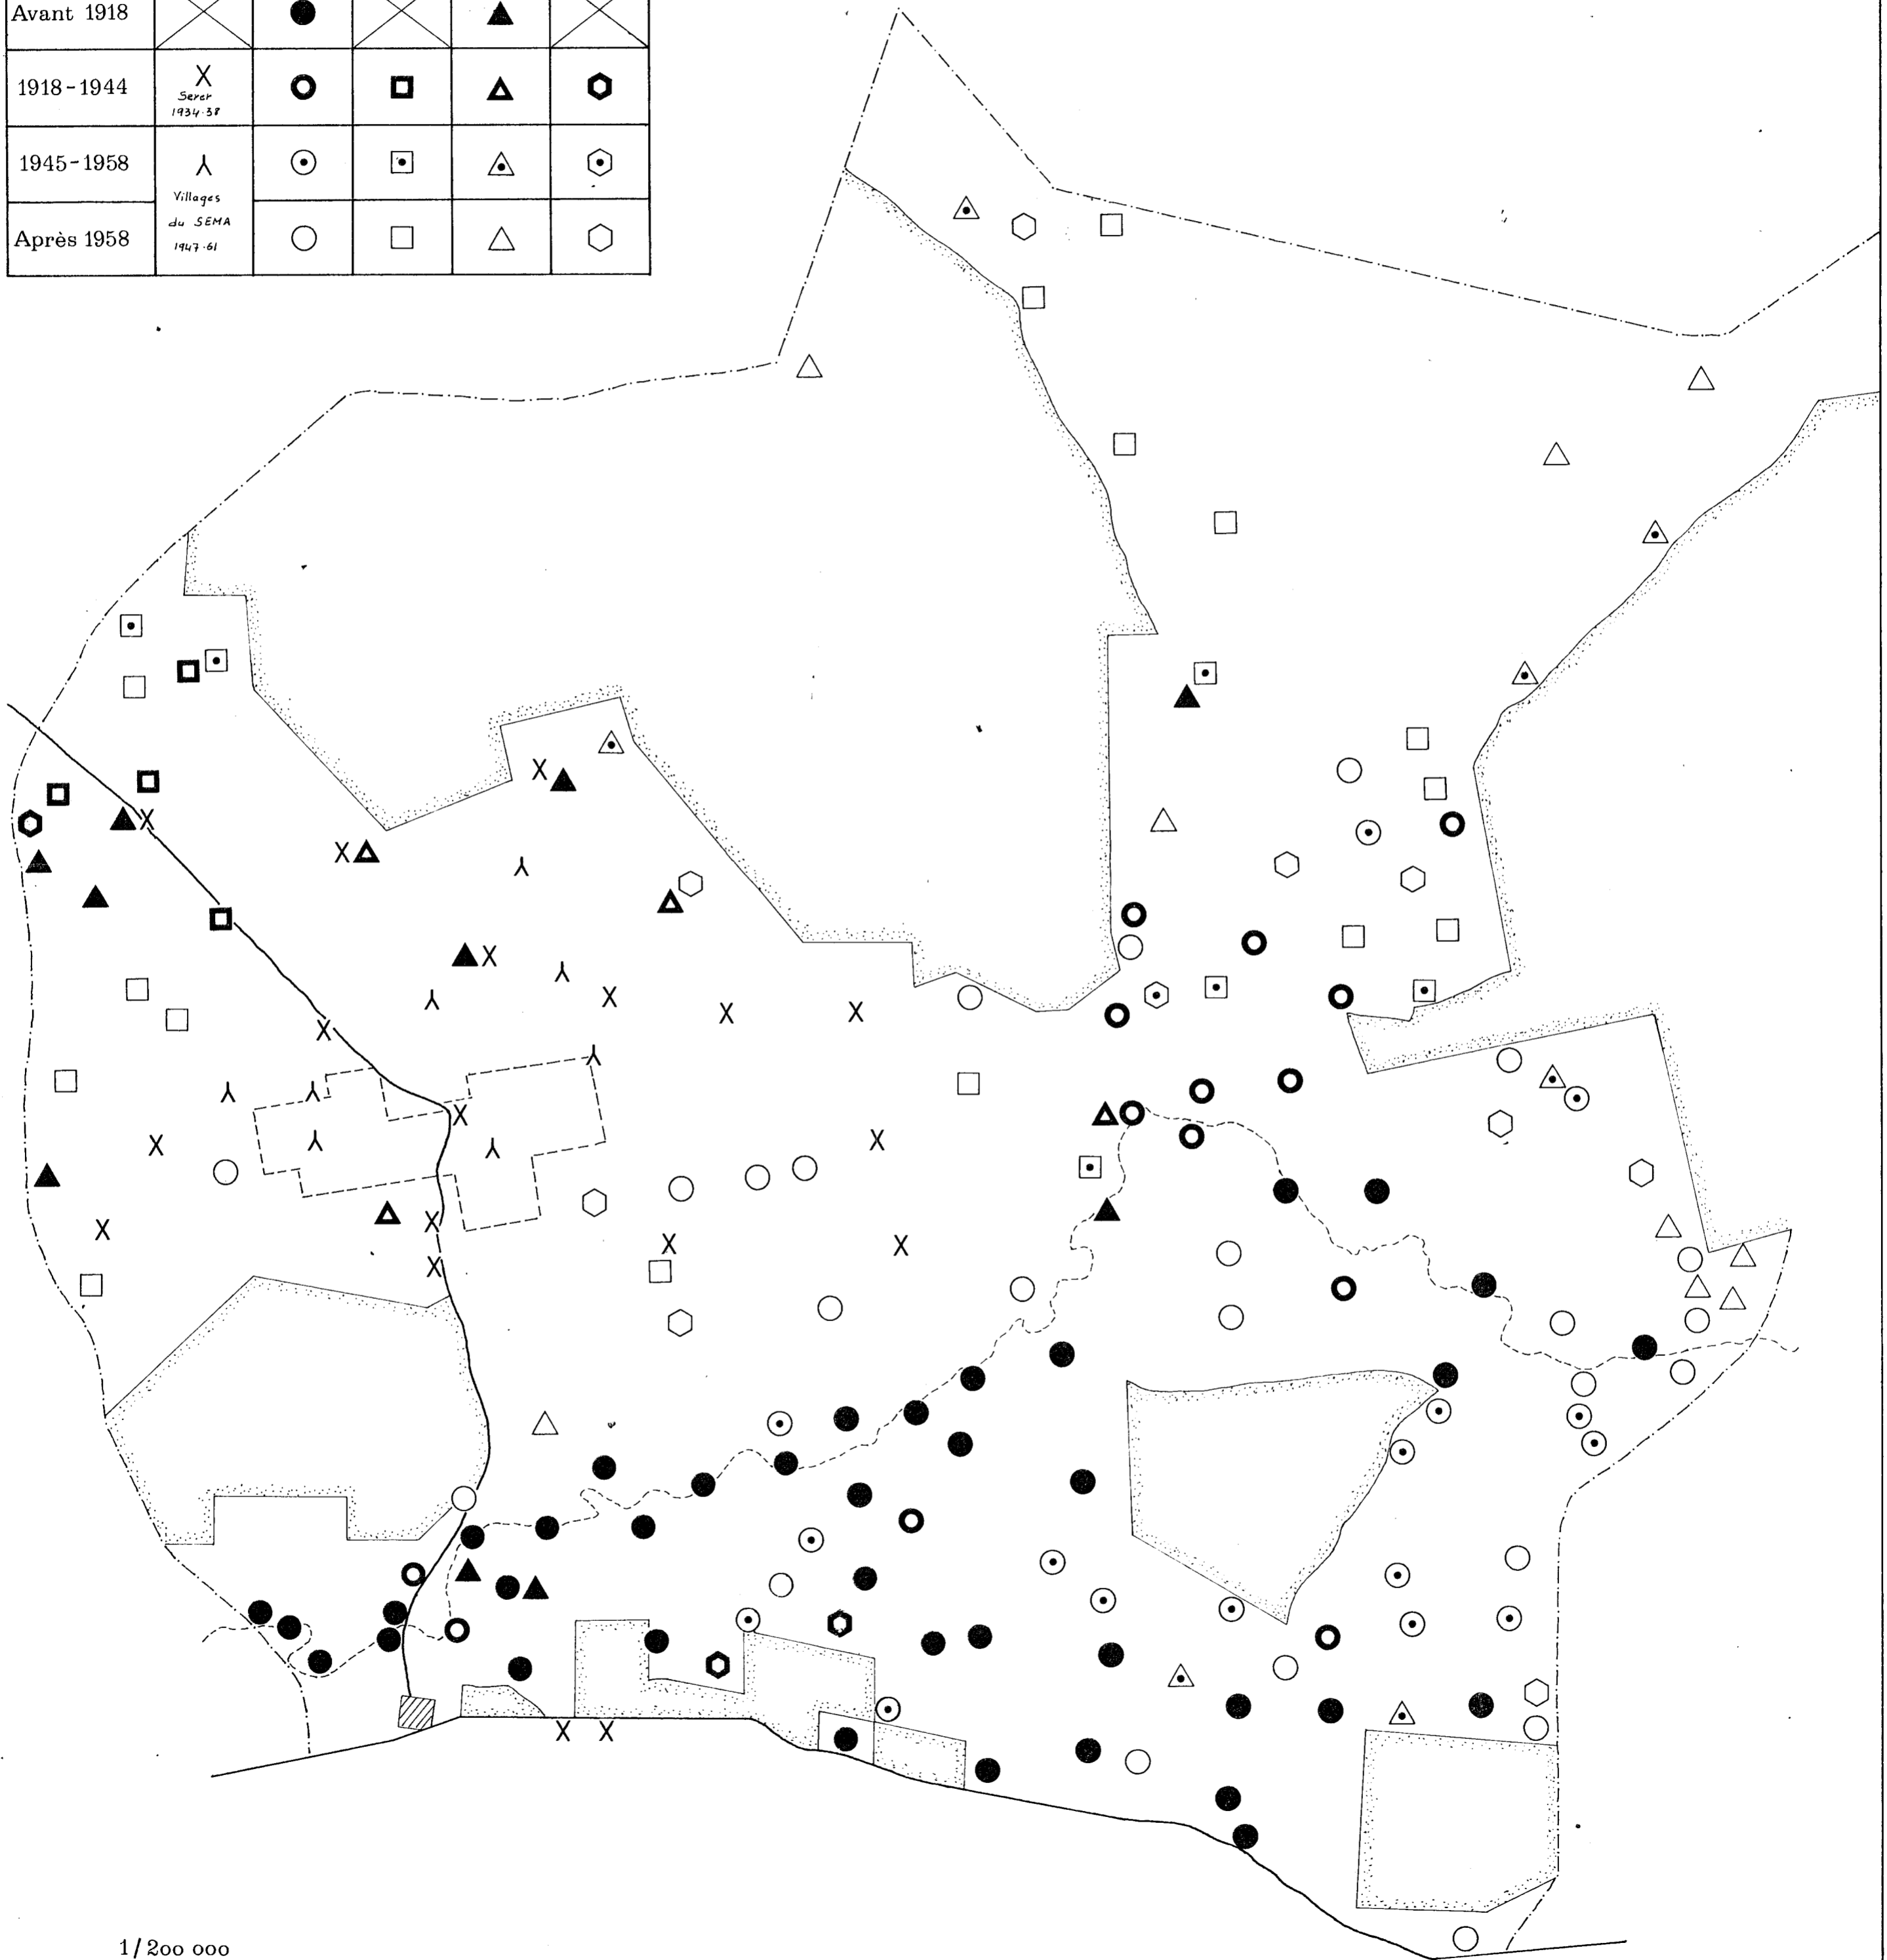 Avant 1918
1918-1944
Serer
1934-38
1945-1958
Villages
du SEMA
1947-61
Après 1958
1/200 000